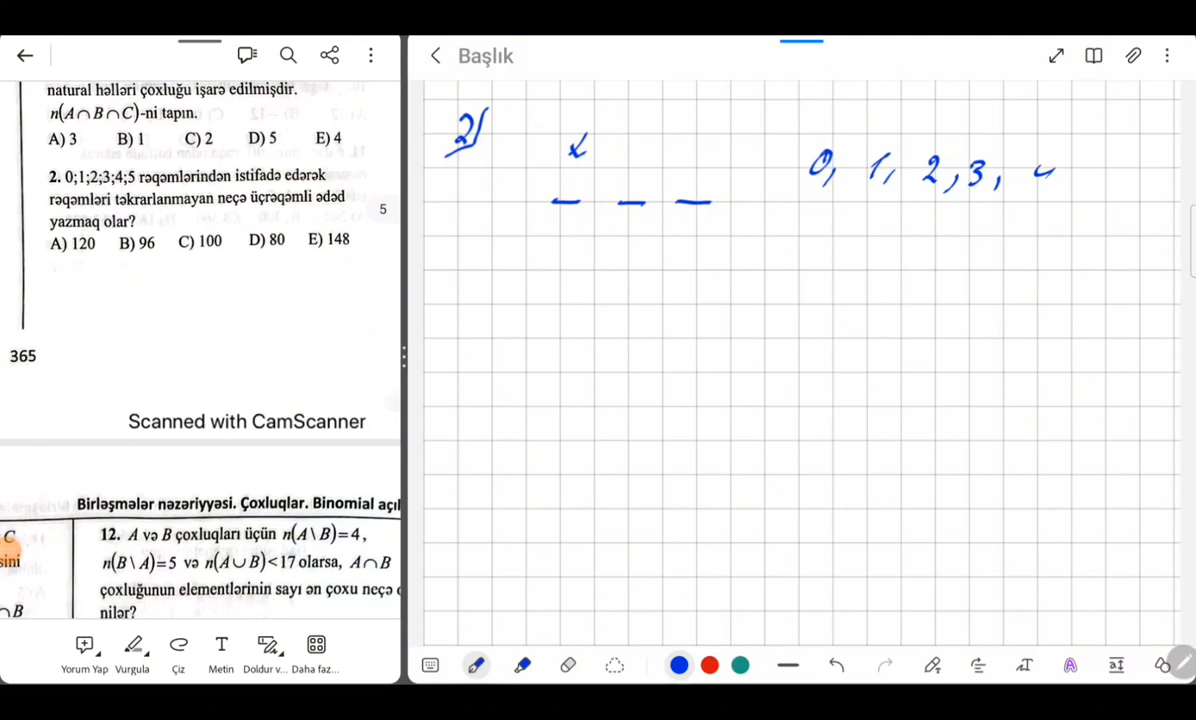 Başlık
natural həlləri çoxluğu işarə edilmişdir.
n(A∩B∩C)-ni tapın.
A) 3 B) 1 C) 2 D) 5 E) 4
2. 0;1;2;3;4;5 rəqəmlərindən istifadə edərək
rəqəmləri təkrarlanmayan neçə üçrəqəmli ədəd
yazmaq olar?
A) 120 B) 96 C) 100 D) 80 E) 148
5
365
Scanned with CamScanner
Birləşmələr nəzəriyyəsi. Çoxluqlar. Binomial açıl
C
sini
∩B
12. A və B çoxluqları üçün n(A\B)=4,
n(B\A)=5 və n(A∪B)<17 olarsa, A∩B
çoxluğunun elementlərinin sayı ən çoxu neçə
nilər?
Yorum Yap Vurgula Çiz Metin Doldur v... Daha faz...
2)
0, 1, 2, 3,